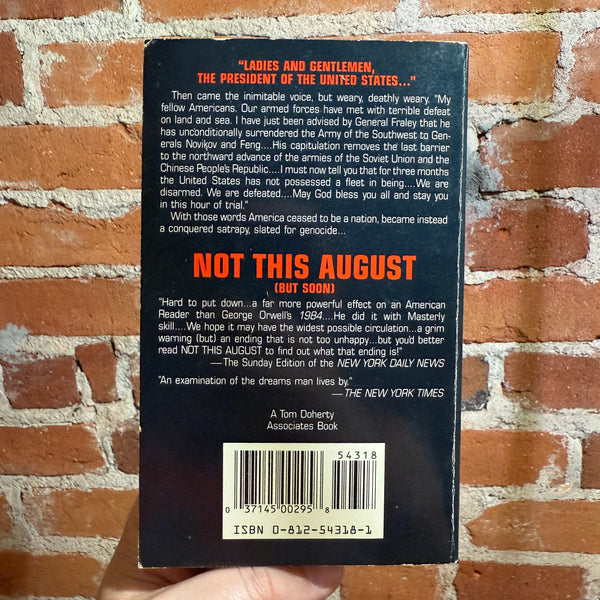 “LADIES AND GENTLEMEN,
THE PRESIDENT OF THE UNITED STATES...”
Then came the inimitable voice, but weary, deathly weary. “My
fellow Americans. Our armed forces have met with terrible defeat
on land and sea. I have just been advised by General Fraley that he
has unconditionally surrendered the Army of the Southwest to Gen-
erals Novikov and Feng....His capitulation removes the last barrier
to the northward advance of the armies of the Soviet Union and the
Chinese People's Republic....I must now tell you that for three months
the United States has not possessed a fleet in being....We are
disarmed. We are defeated....May God bless you all and stay you
in this hour of trial.”
With those words America ceased to be a nation, became instead
a conquered satrapy, slated for genocide...
NOT THIS AUGUST
(BUT SOON)
“Hard to put down...a far more powerful effect on an American
Reader than George Orwell's 1984....He did it with Masterly
skill....We hope it may have the widest possible circulation...a grim
warning (but) an ending that is not too unhappy...but you'd better
read NOT THIS AUGUST to find out what that ending is!”
—The Sunday Edition of the NEW YORK DAILY NEWS
“An examination of the dreams man lives by.”
—THE NEW YORK TIMES
A Tom Doherty
Associates Book
54318
0 37145 00295 8
ISBN 0-812-54318-1